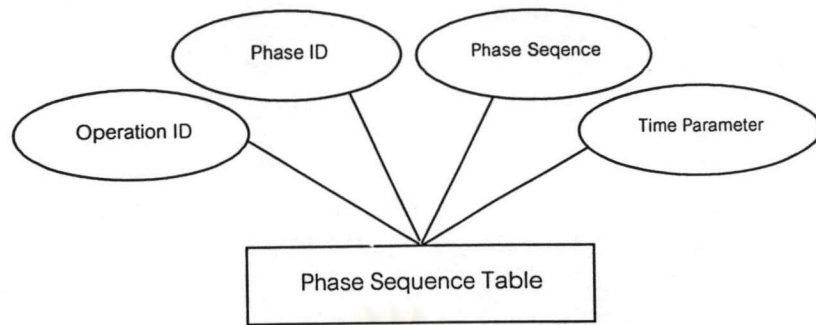 Phase ID
Phase Seqence
Operation ID
Time Parameter
Phase Sequence Table